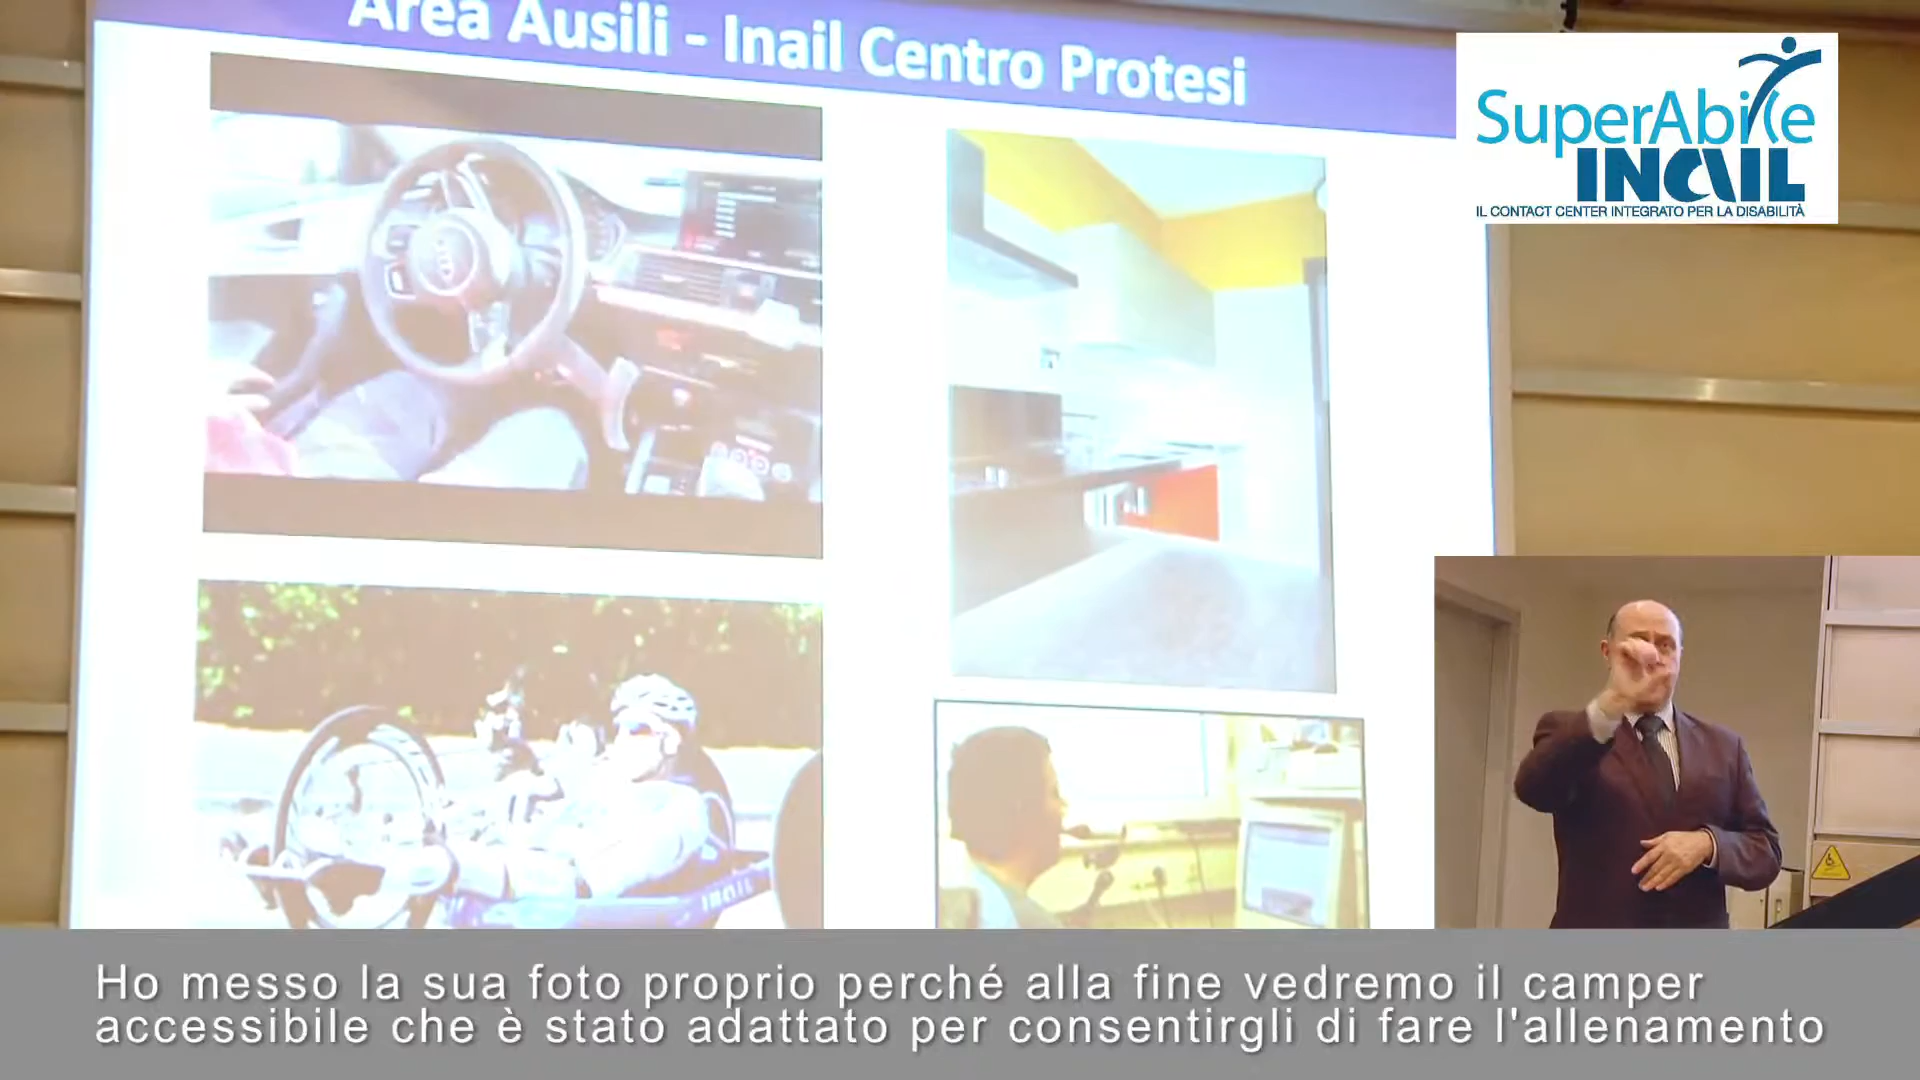 Area Ausili - Inail Centro Protesi
SuperAbile
INAIL
IL CONTACT CENTER INTEGRATO PER LA DISABILITÀ
INAIL
Ho messo la sua foto proprio perché alla fine vedremo il camper
accessibile che è stato adattato per consentirgli di fare l'allenamento